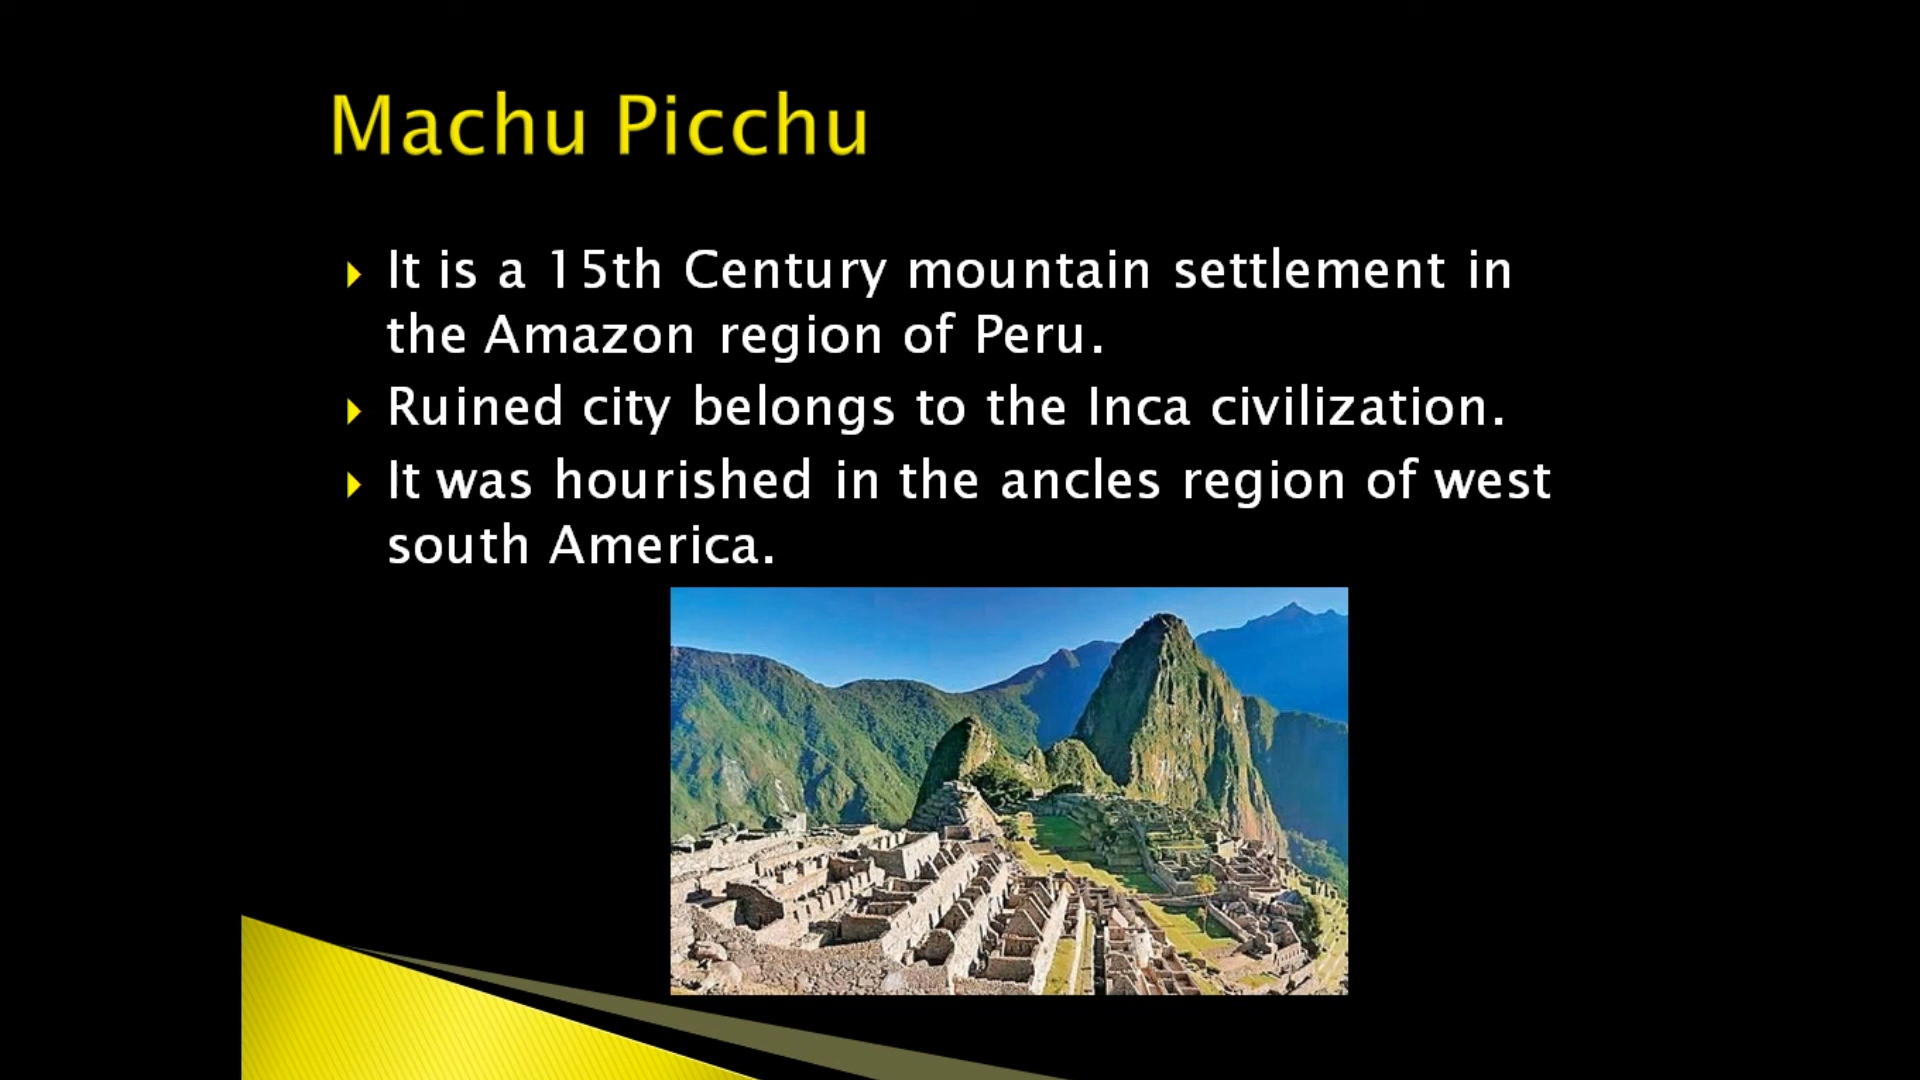 Machu Picchu
It is a 15th Century mountain settlement in
the Amazon region of Peru.
Ruined city belongs to the Inca civilization.
It was hourished in the ancles region of west
south America.